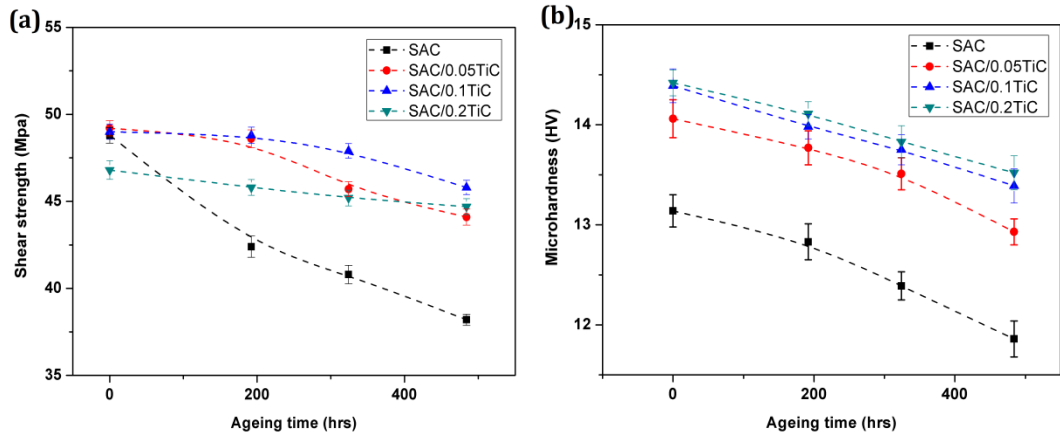 (a)
55
50
45
40
35
Shear strength (Mpa)
0
200
400
Ageing time (hrs)
SAC
SAC/0.05TiC
SAC/0.1TiC
SAC/0.2TiC
(b)
15
14
13
12
Microhardness (HV)
0
200
400
Ageing time (hrs)
SAC
SAC/0.05TiC
SAC/0.1TiC
SAC/0.2TiC